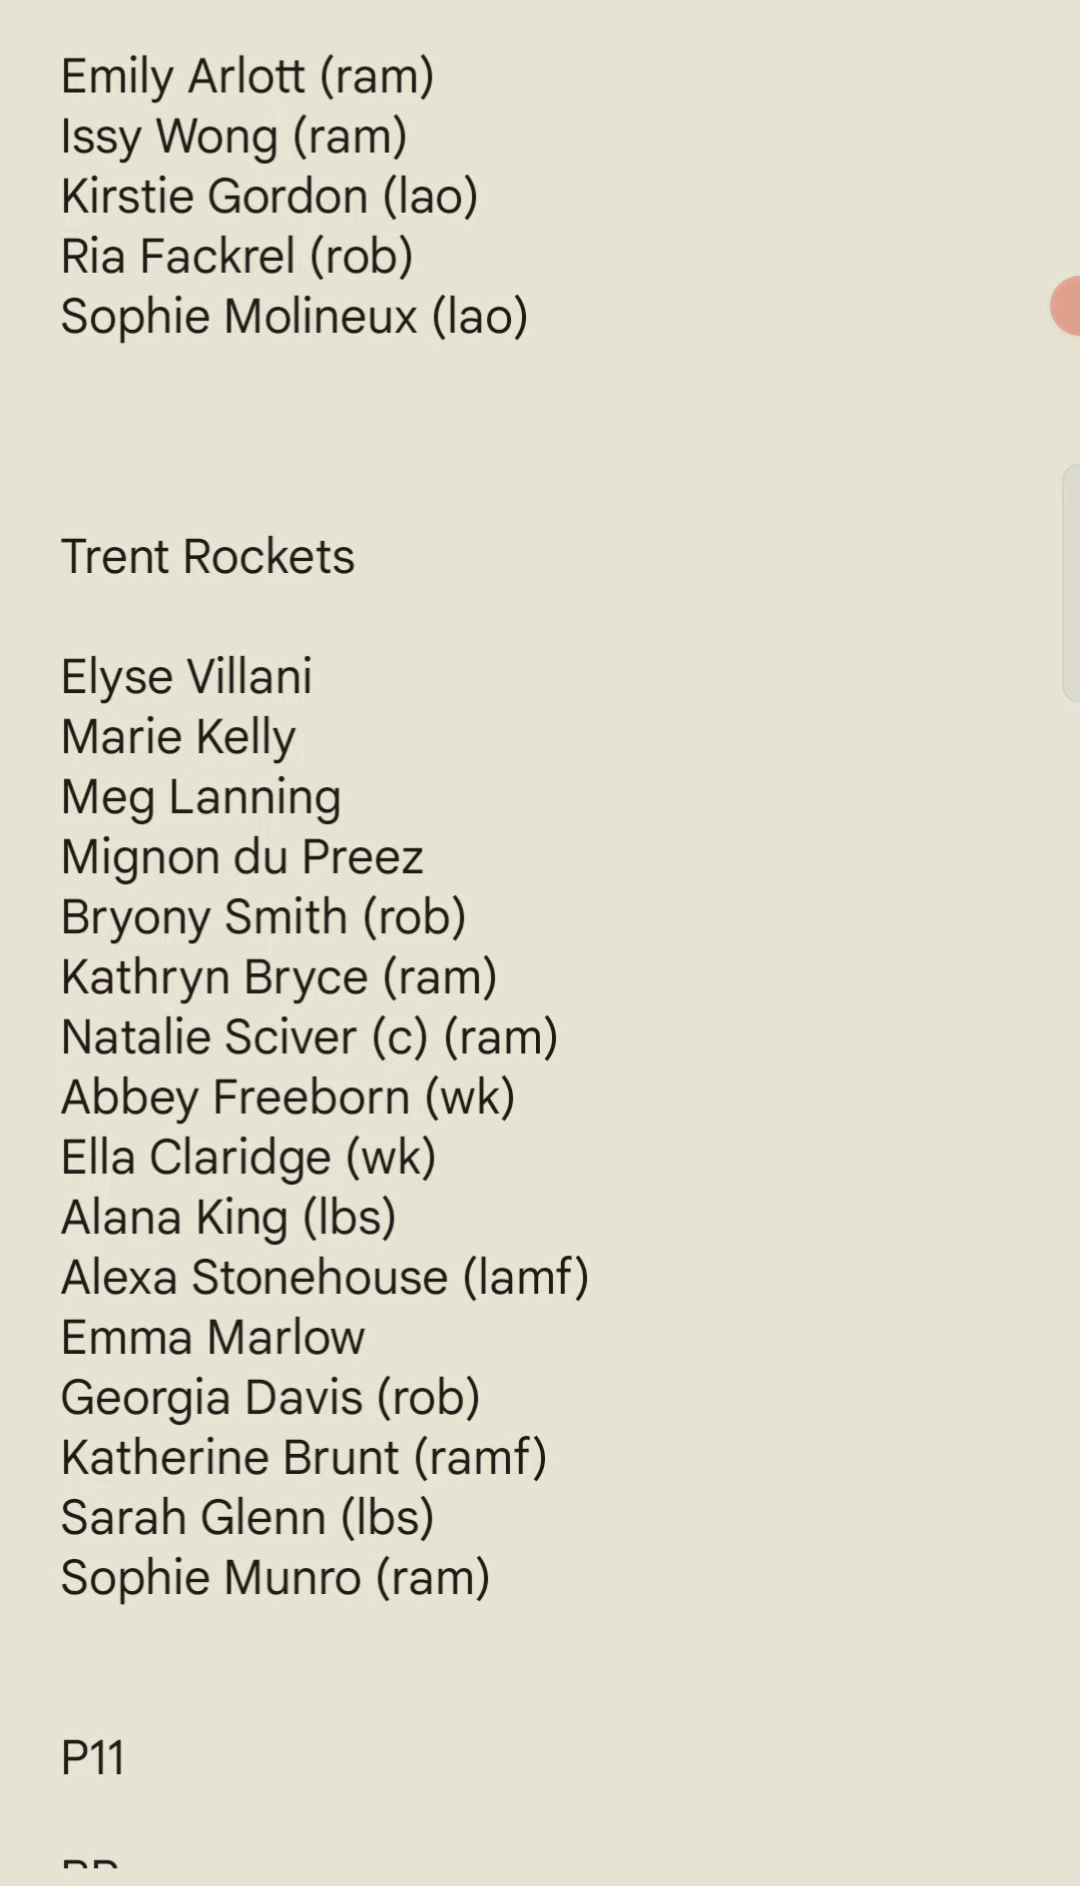 Emily Arlott (ram)
Issy Wong (ram)
Kirstie Gordon (lao)
Ria Fackrel (rob)
Sophie Molineux (lao)
Trent Rockets
Elyse Villani
Marie Kelly
Meg Lanning
Mignon du Preez
Bryony Smith (rob)
Kathryn Bryce (ram)
Natalie Sciver (c) (ram)
Abbey Freeborn (wk)
Ella Claridge (wk)
Alana King (lbs)
Alexa Stonehouse (lamf)
Emma Marlow
Georgia Davis (rob)
Katherine Brunt (ramf)
Sarah Glenn (lbs)
Sophie Munro (ram)
P11